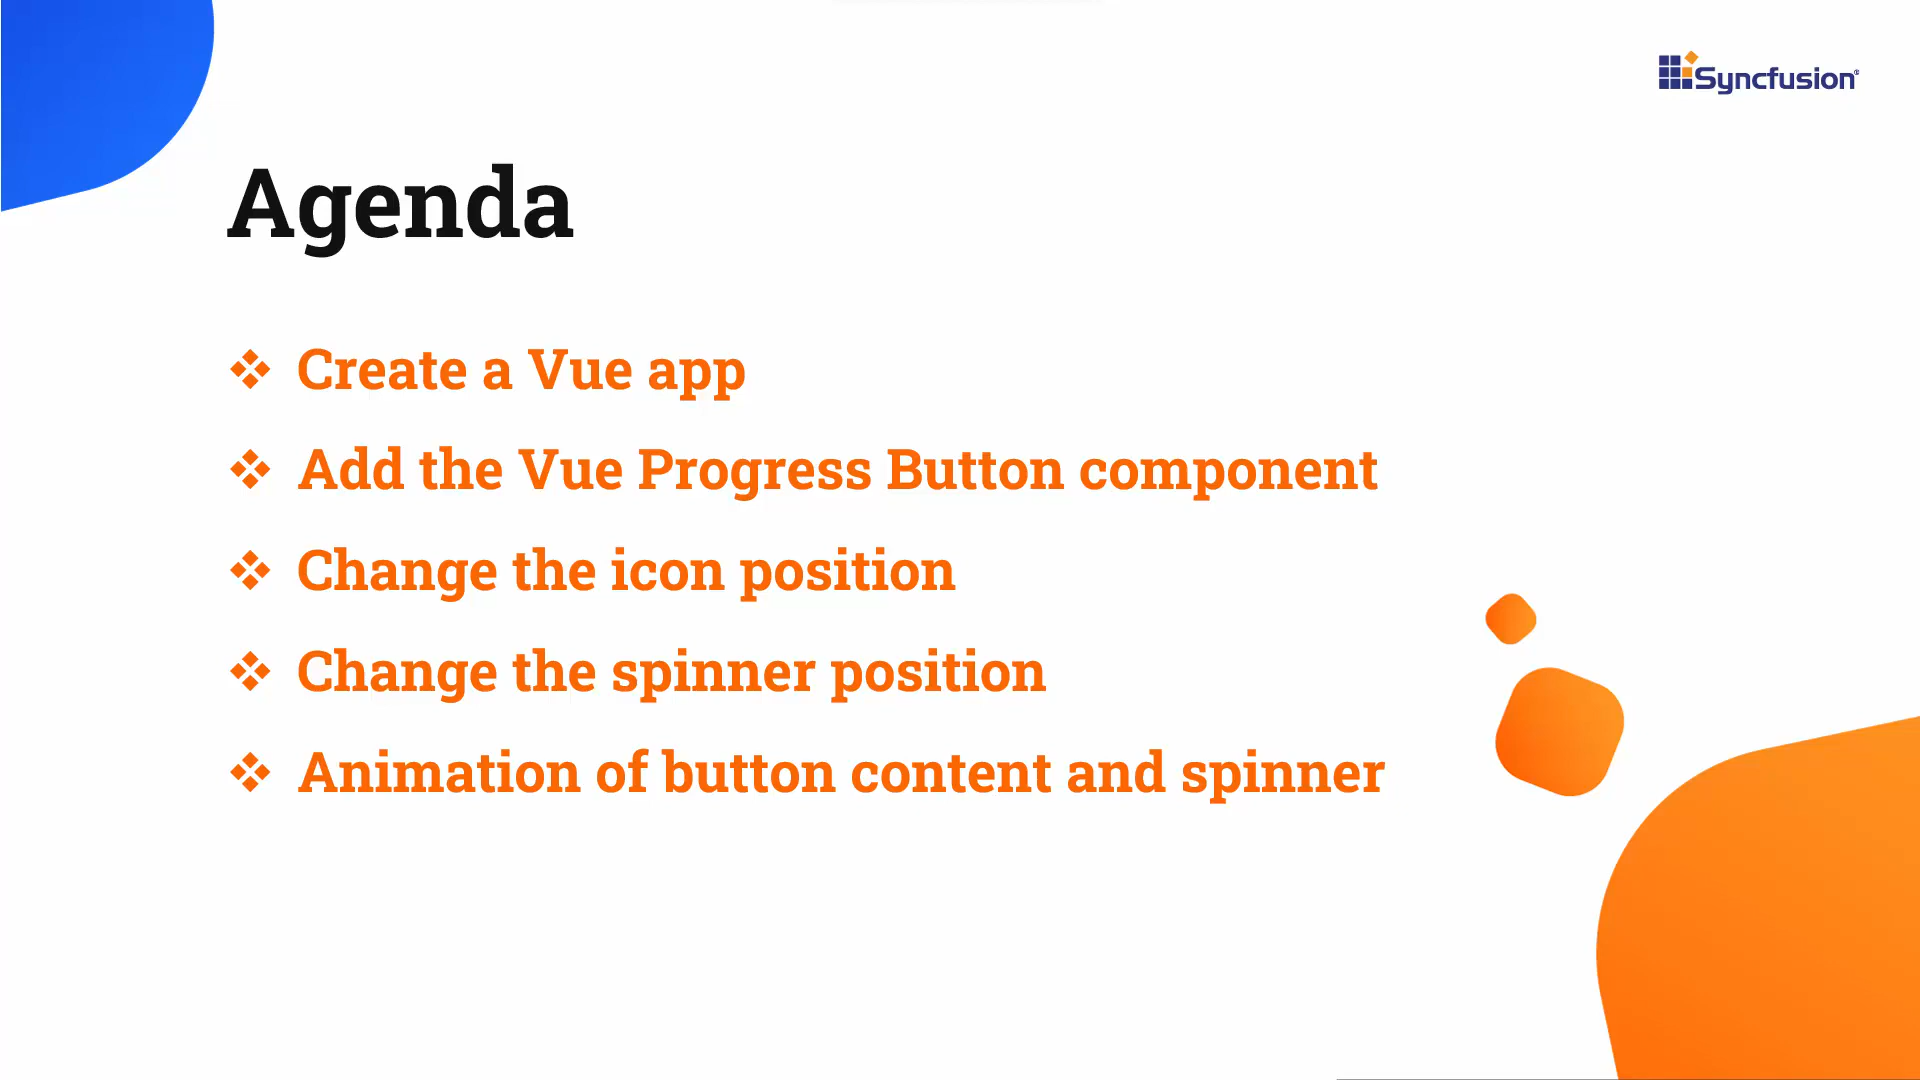 Syncfusion®
Agenda
❖ Create a Vue app
❖ Add the Vue Progress Button component
❖ Change the icon position
❖ Change the spinner position
❖ Animation of button content and spinner